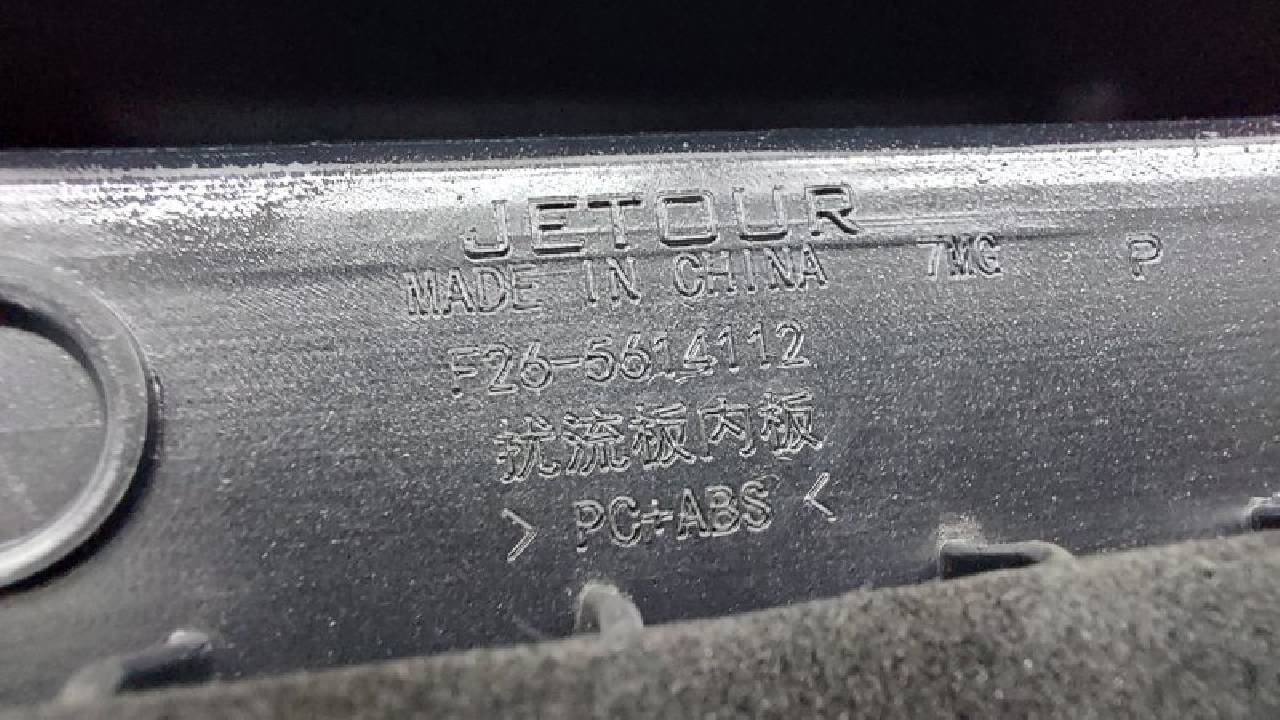 JETOUR
MADE IN CHINA 7MG P
F26-5614112
扰流板内板
> PC+ABS <